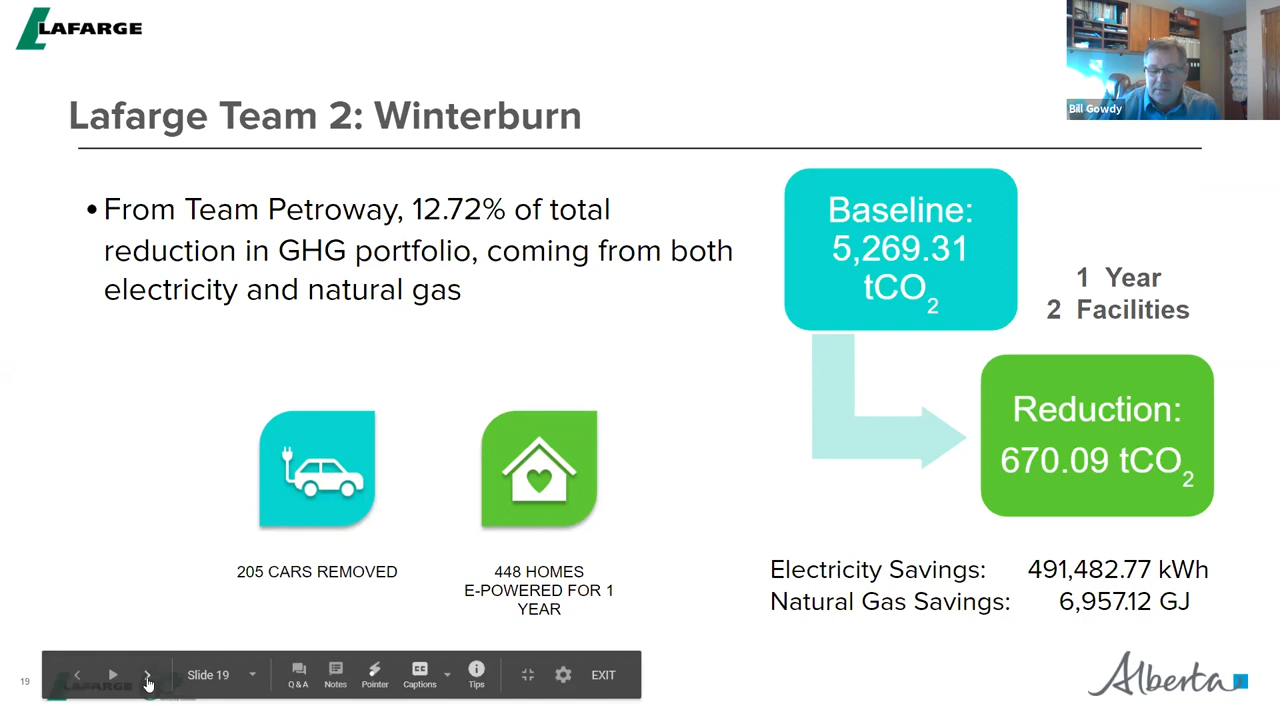 LAFARGE
Bill Gowdy
Lafarge Team 2: Winterburn
• From Team Petroway, 12.72% of total
reduction in GHG portfolio, coming from both
electricity and natural gas
Baseline:
5,269.31
tCO2
1 Year
2 Facilities
Reduction:
670.09 tCO2
205 CARS REMOVED
448 HOMES
E-POWERED FOR 1
YEAR
Electricity Savings: 491,482.77 kWh
Natural Gas Savings: 6,957.12 GJ
19
Slide 19
Q & A
Notes
Pointer
CC
Captions
Tips
EXIT
LAFARGE
Alberta